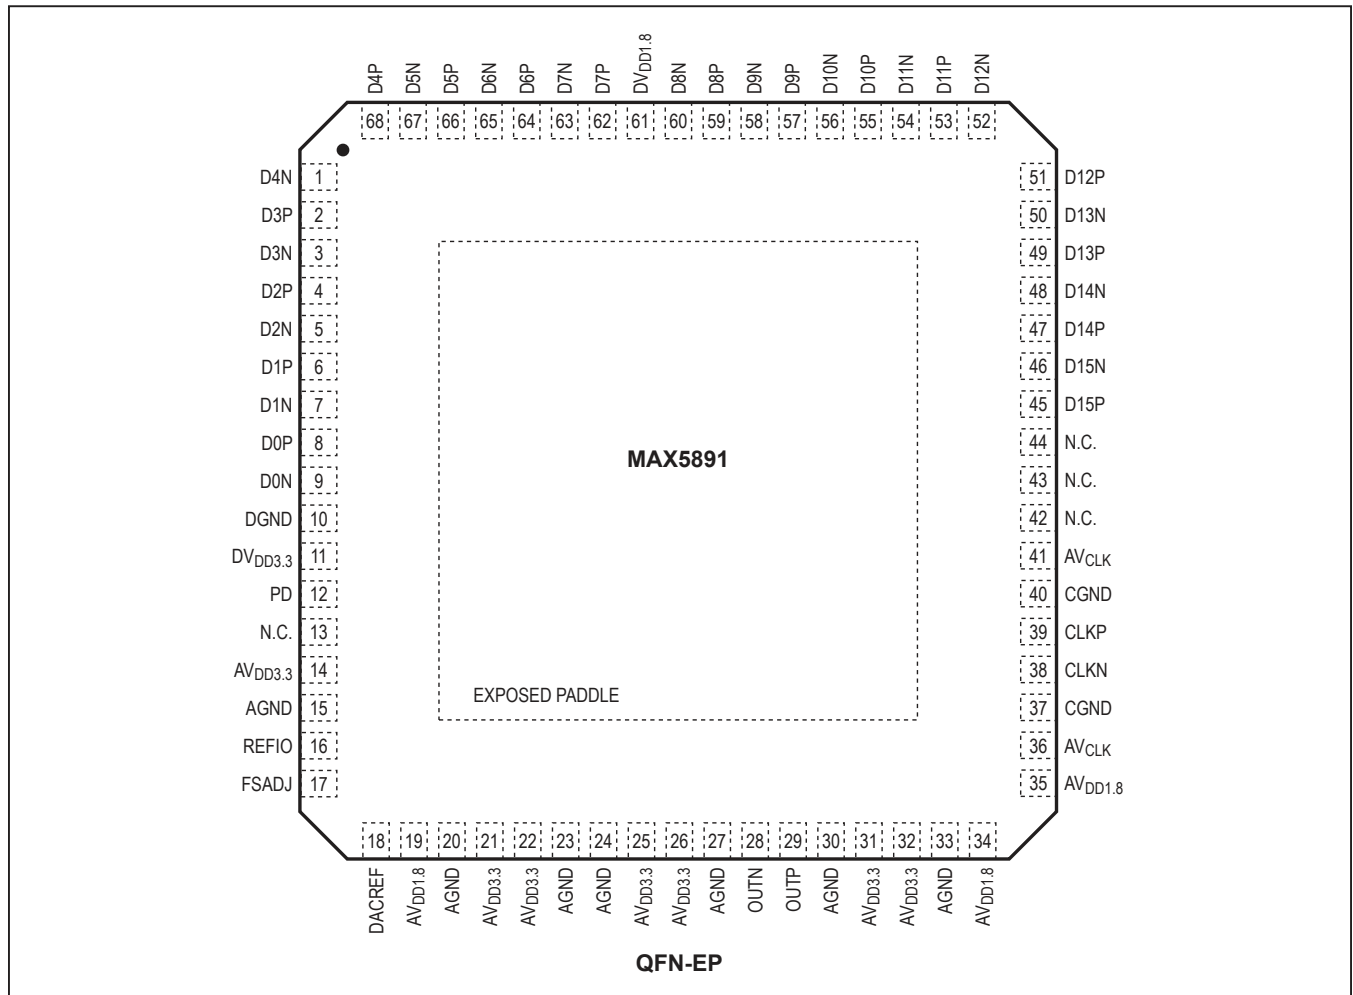 D4P D5N D5P D6N D6P D7N D7P DVDD1.8 D8N D8P D9N D9P D10N D10P D11N D11P D12N
68 67 66 65 64 63 62 61 60 59 58 57 56 55 54 53 52
D4N 1 51 D12P
D3P 2 50 D13N
D3N 3 49 D13P
D2P 4 48 D14N
D2N 5 47 D14P
D1P 6 46 D15N
D1N 7 45 D15P
D0P 8 44 N.C.
MAX5891
D0N 9 43 N.C.
DGND 10 42 N.C.
DVDD3.3 11 41 AVCLK
PD 12 40 CGND
N.C. 13 39 CLKP
AVDD3.3 14 38 CLKN
EXPOSED PADDLE
AGND 15 37 CGND
REFIO 16 36 AVCLK
FSADJ 17 35 AVDD1.8
18 19 20 21 22 23 24 25 26 27 28 29 30 31 32 33 34
DACREF AVDD1.8 AGND AVDD3.3 AVDD3.3 AGND AGND AVDD3.3 AVDD3.3 AGND OUTN OUTP AGND AVDD3.3 AVDD3.3 AGND AVDD1.8
QFN-EP